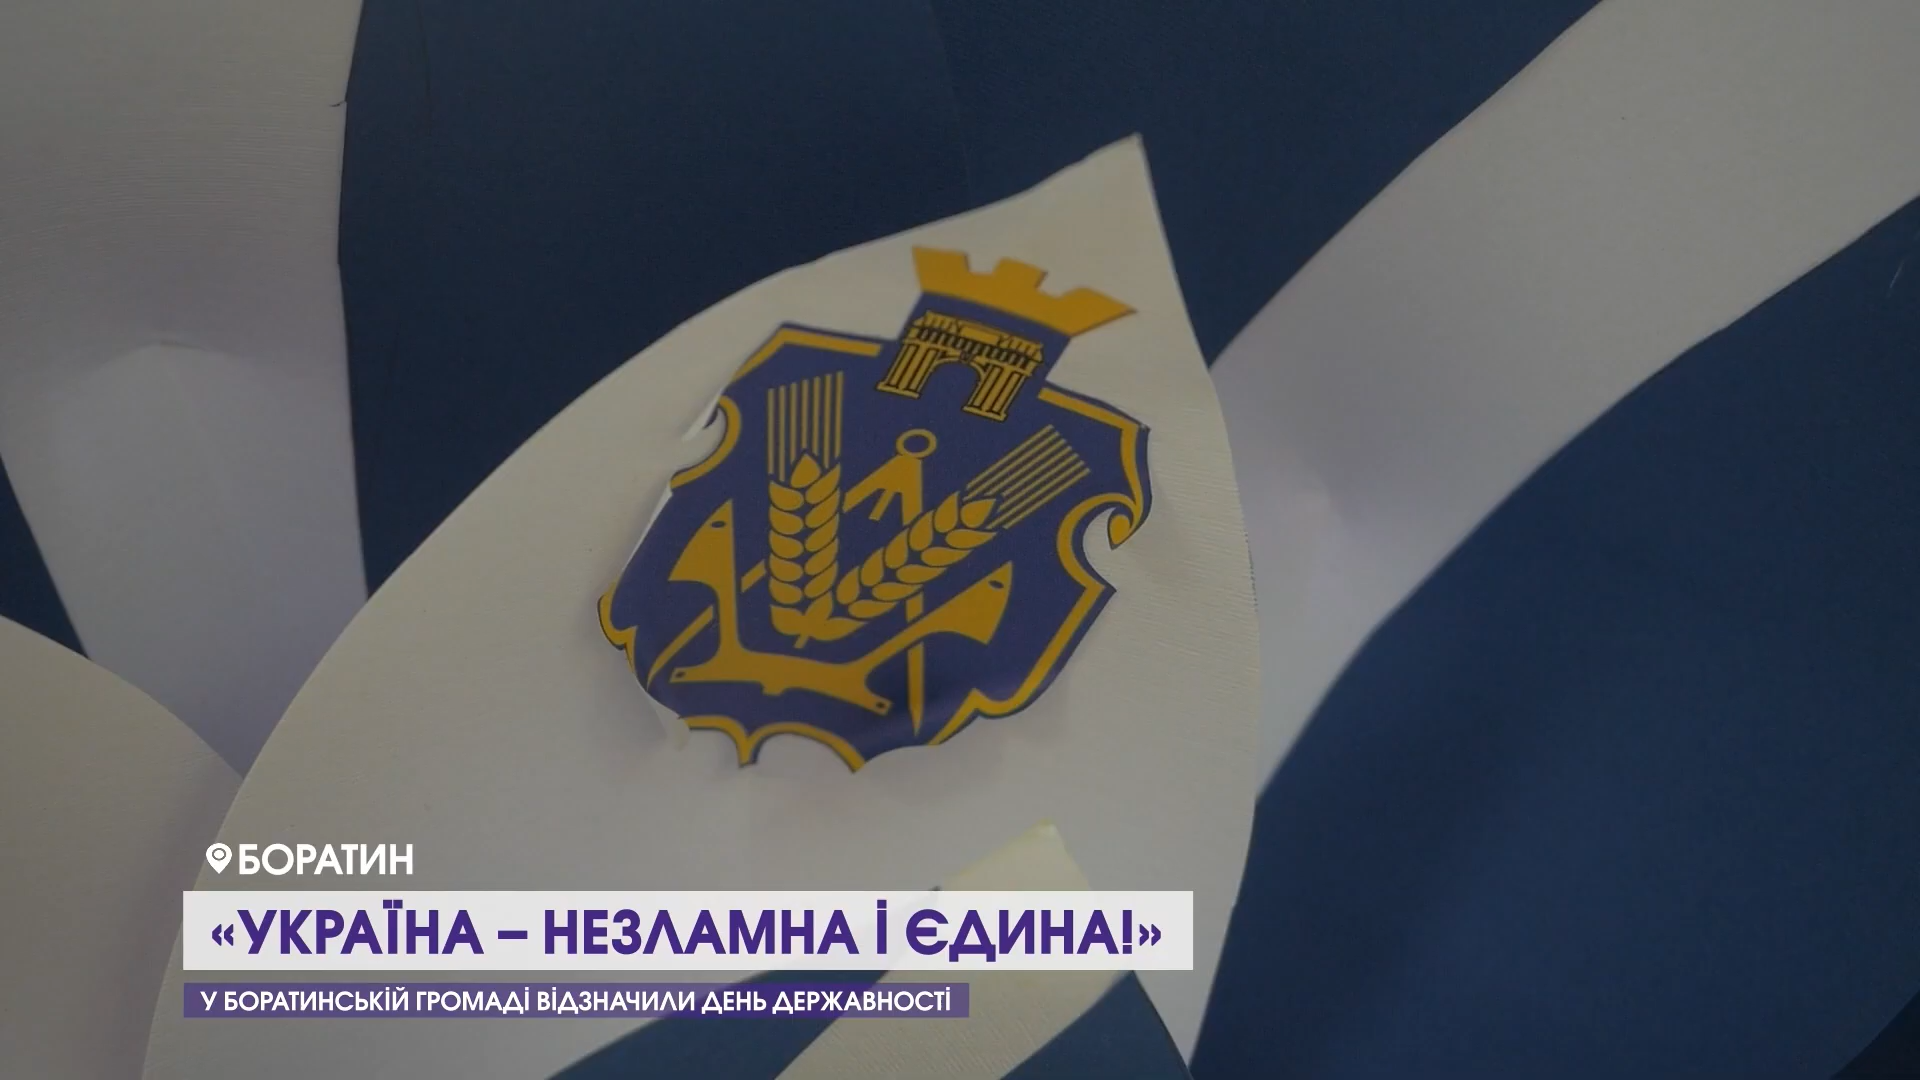 БОРАТИН
«УКРАЇНА – НЕЗЛАМНА І ЄДИНА!»
У БОРАТИНСЬКІЙ ГРОМАДІ ВІДЗНАЧИЛИ ДЕНЬ ДЕРЖАВНОСТІ